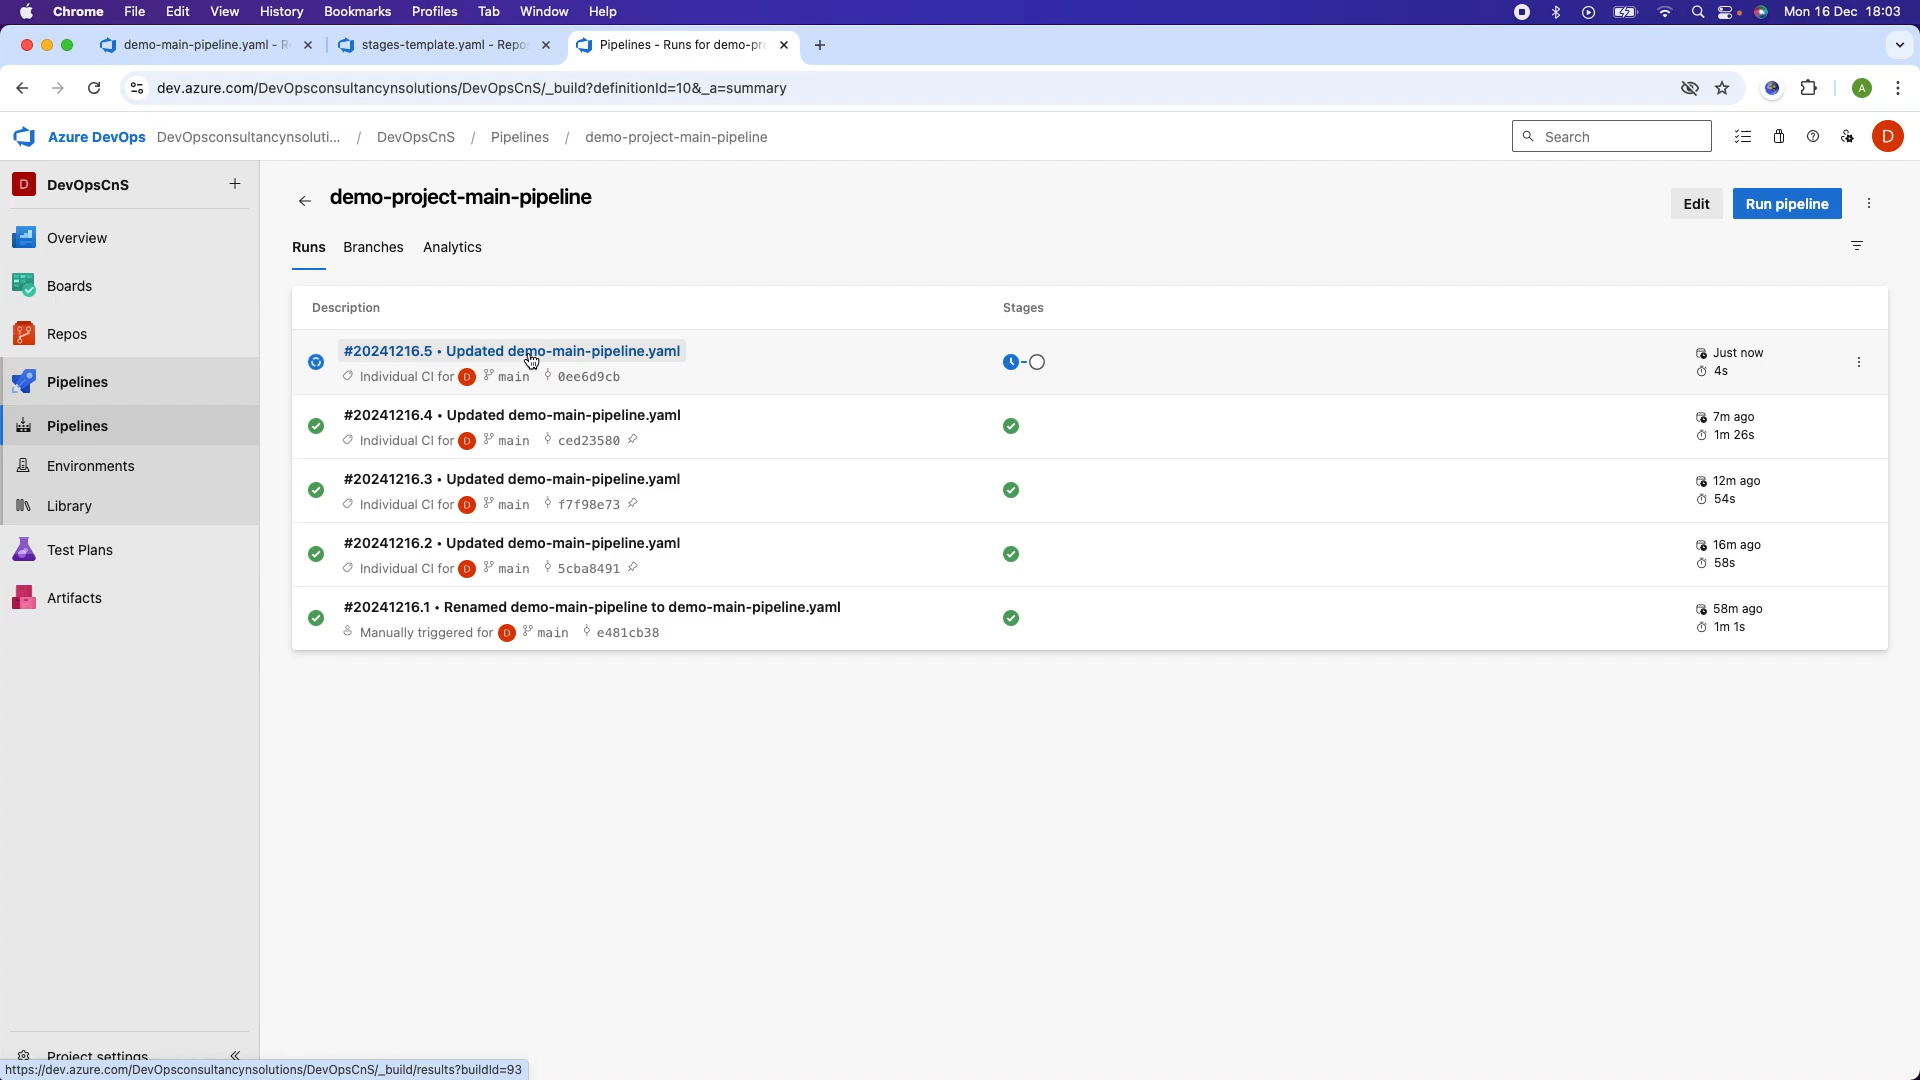 Chrome File Edit View History Bookmarks Profiles Tab Window Help Mon 16 Dec 18:03
demo-main-pipeline.yaml - R stages-template.yaml - Repo Pipelines - Runs for demo-pr
dev.azure.com/DevOpsconsultancynsolutions/DevOpsCnS/_build?definitionId=10&_a=summary A
Azure DevOps DevOpsconsultancynsoluti... / DevOpsCnS / Pipelines / demo-project-main-pipeline Search D
D DevOpsCnS +
Overview
Boards
Repos
Pipelines
Pipelines
Environments
Library
Test Plans
Artifacts
Project settings
demo-project-main-pipeline Edit Run pipeline
Runs Branches Analytics
Description Stages
#20241216.5 • Updated demo-main-pipeline.yaml Just now
Individual CI for D main 0ee6d9cb 4s
#20241216.4 • Updated demo-main-pipeline.yaml 7m ago
Individual CI for D main ced23580 1m 26s
#20241216.3 • Updated demo-main-pipeline.yaml 12m ago
Individual CI for D main f7f98e73 54s
#20241216.2 • Updated demo-main-pipeline.yaml 16m ago
Individual CI for D main 5cba8491 58s
#20241216.1 • Renamed demo-main-pipeline to demo-main-pipeline.yaml 58m ago
Manually triggered for D main e481cb38 1m 1s
https://dev.azure.com/DevOpsconsultancynsolutions/DevOpsCnS/_build/results?buildId=93